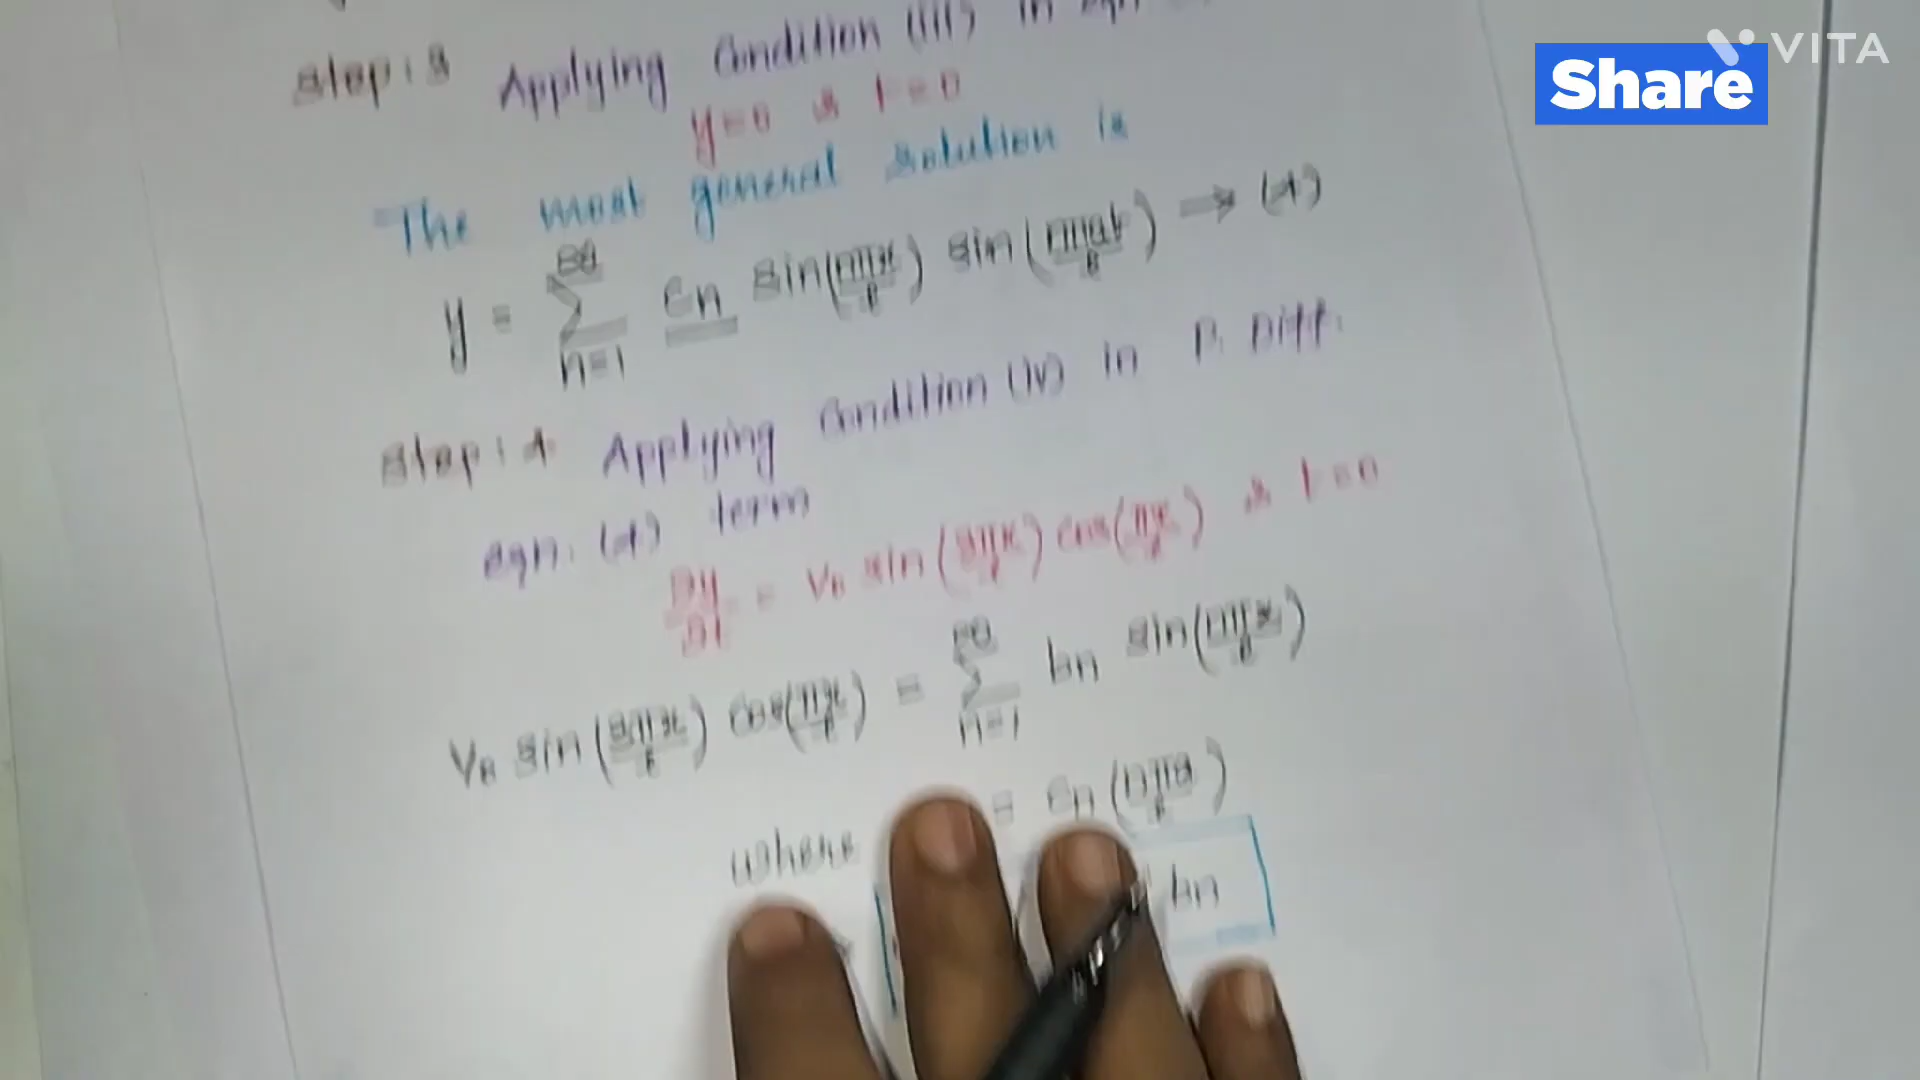 Share
VITA
Step: 3 Applying Condition (iii) in eqn
y=0 & t=0
The most general solution is
y = ∑ₙ₌₁^∞ Cn sin(nπx/l) sin(nπat/l) → (4)
Step: 4 Applying Condition (iv) in P. Diff.
eqn. (4) term
∂y/∂t = V₀ sin(3πx/l) cos(πx/l) & t=0
V₀ sin(3πx/l) cos(πx/l) = ∑ₙ₌₁^∞ bn sin(nπx/l)
where = Cn(nπa/l)
bn